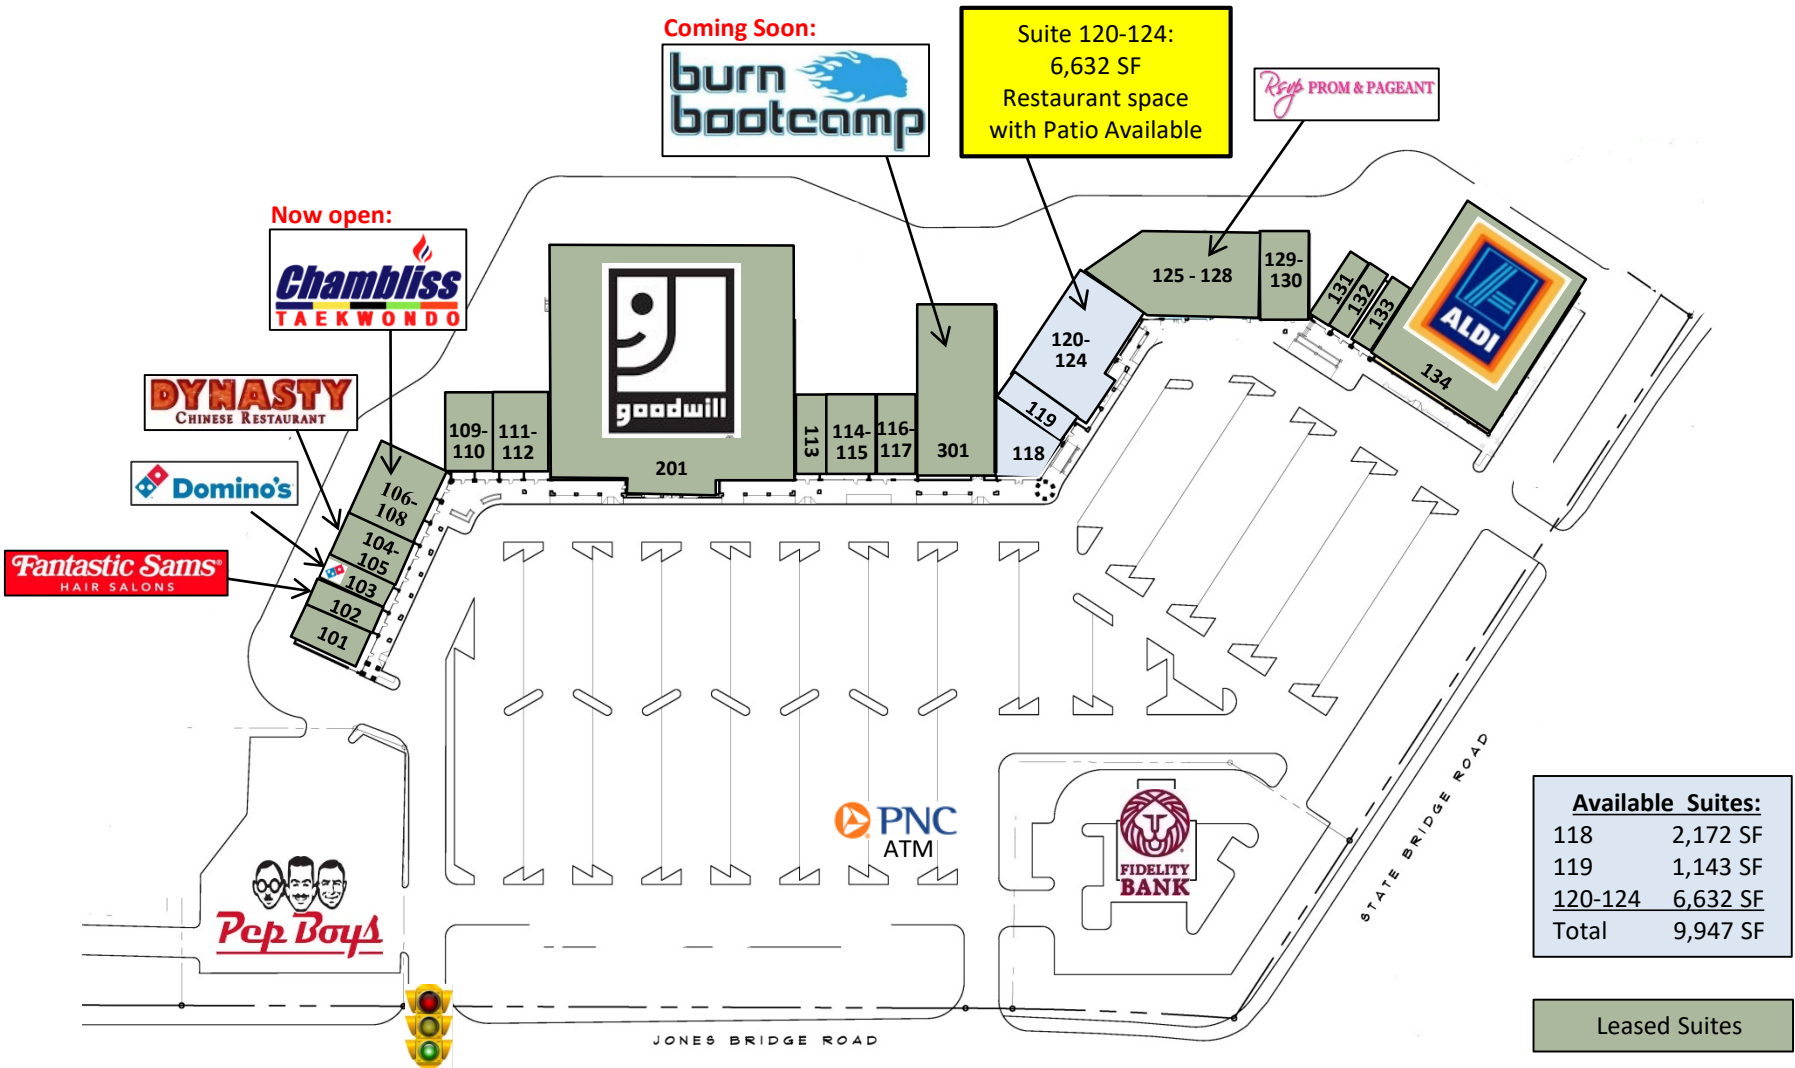 Coming Soon:
burn
bootcamp
Suite 120-124:
6,632 SF
Restaurant space
with Patio Available
Rsvp PROM & PAGEANT
Now open:
Chambliss
TAEKWONDO
DYNASTY
CHINESE RESTAURANT
Domino's
Fantastic Sams®
HAIR SALONS
106-
108
104-
105
103
102
101
109-
110
111-
112
goodwill
201
113
114-
115
116-
117
301
118
119
120-
124
125 - 128
129-
130
131
132
133
134
ALDI
PNC
ATM
FIDELITY
BANK
Pep Boys
JONES BRIDGE ROAD
STATE BRIDGE ROAD
Available Suites:
118 2,172 SF
119 1,143 SF
120-124 6,632 SF
Total 9,947 SF
Leased Suites